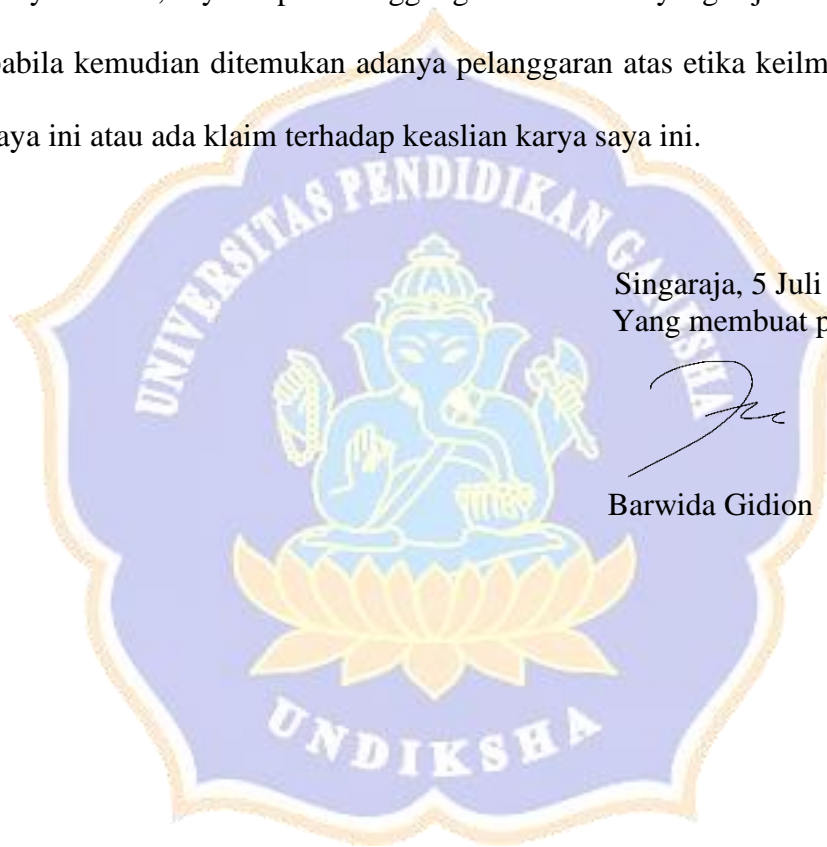 abila kemudian ditemukan adanya pelanggaran atas etika keilm
aya ini atau ada klaim terhadap keaslian karya saya ini.
UNIVERSITAS PENDIDIKAN GANESHA
Singaraja, 5 Juli
Yang membuat p
Barwida Gidion
UNDIKSHA